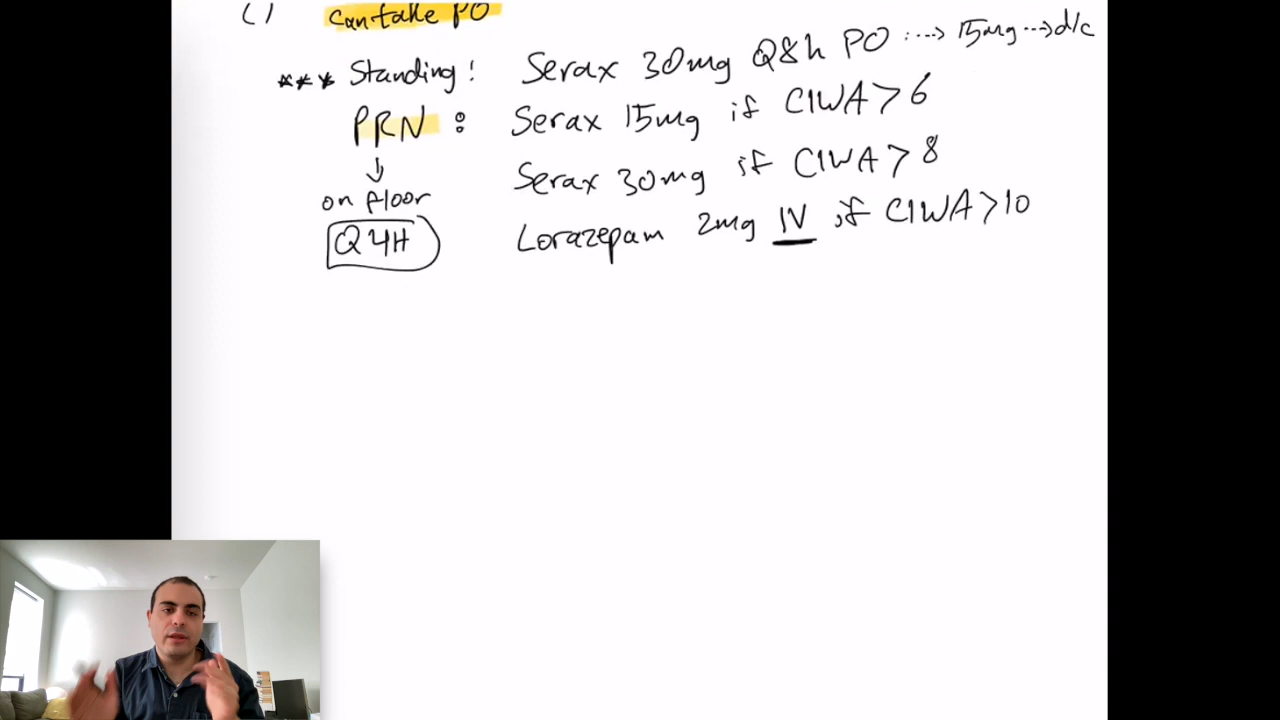 can take PO
*** Standing! Serax 30mg Q8h PO ····> 15mg ···> d/c
PRN : Serax 15mg if CIWA > 6
↓ Serax 30mg if CIWA > 8
on floor
Q4H Lorazepam 2mg IV if CIWA > 10